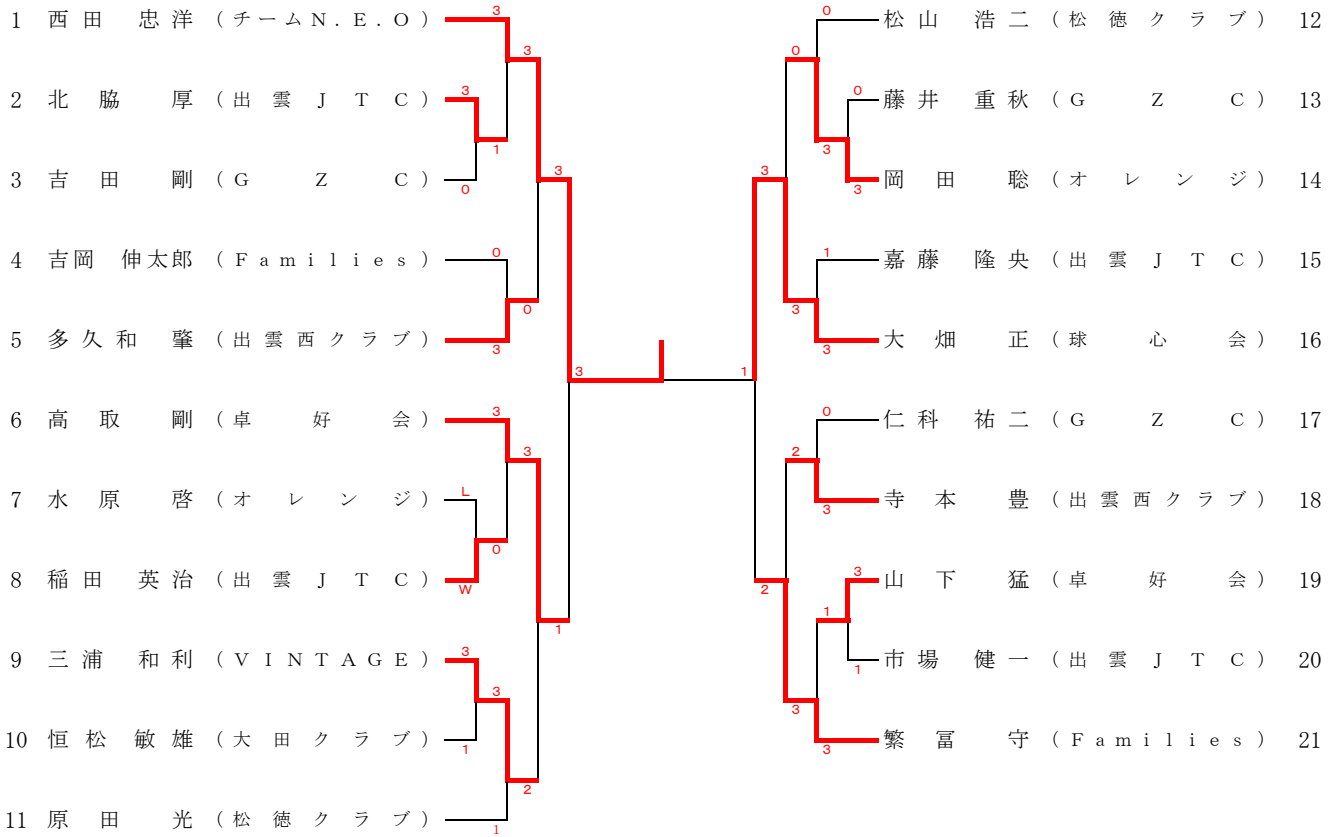 1 西田 忠洋 (チームN.E.O) 3
3
2 北脇 厚 (出雲JTC) 3
1
3 吉田 剛 (GZC) 0
3
4 吉岡 伸太郎 (Families) 0
0
5 多久和 肇 (出雲西クラブ) 3
3
6 高取 剛 (卓好会) 3
3
7 水原 啓 (オレンジ) L
0
8 稲田 英治 (出雲JTC) W
1
9 三浦 和利 (VINTAGE) 3
3
10 恒松 敏雄 (大田クラブ) 1
2
11 原田 光 (松徳クラブ) 1
0 松山 浩二 (松徳クラブ) 12
0
0 藤井 重秋 (GZC) 13
3
3 岡田 聡 (オレンジ) 14
3
1 嘉藤 隆央 (出雲JTC) 15
3
3 大畑 正 (球心会) 16
1
0 仁科 祐二 (GZC) 17
2
3 寺本 豊 (出雲西クラブ) 18
2
3 山下 猛 (卓好会) 19
1
1 市場 健一 (出雲JTC) 20
3
3 繁冨 守 (Families) 21